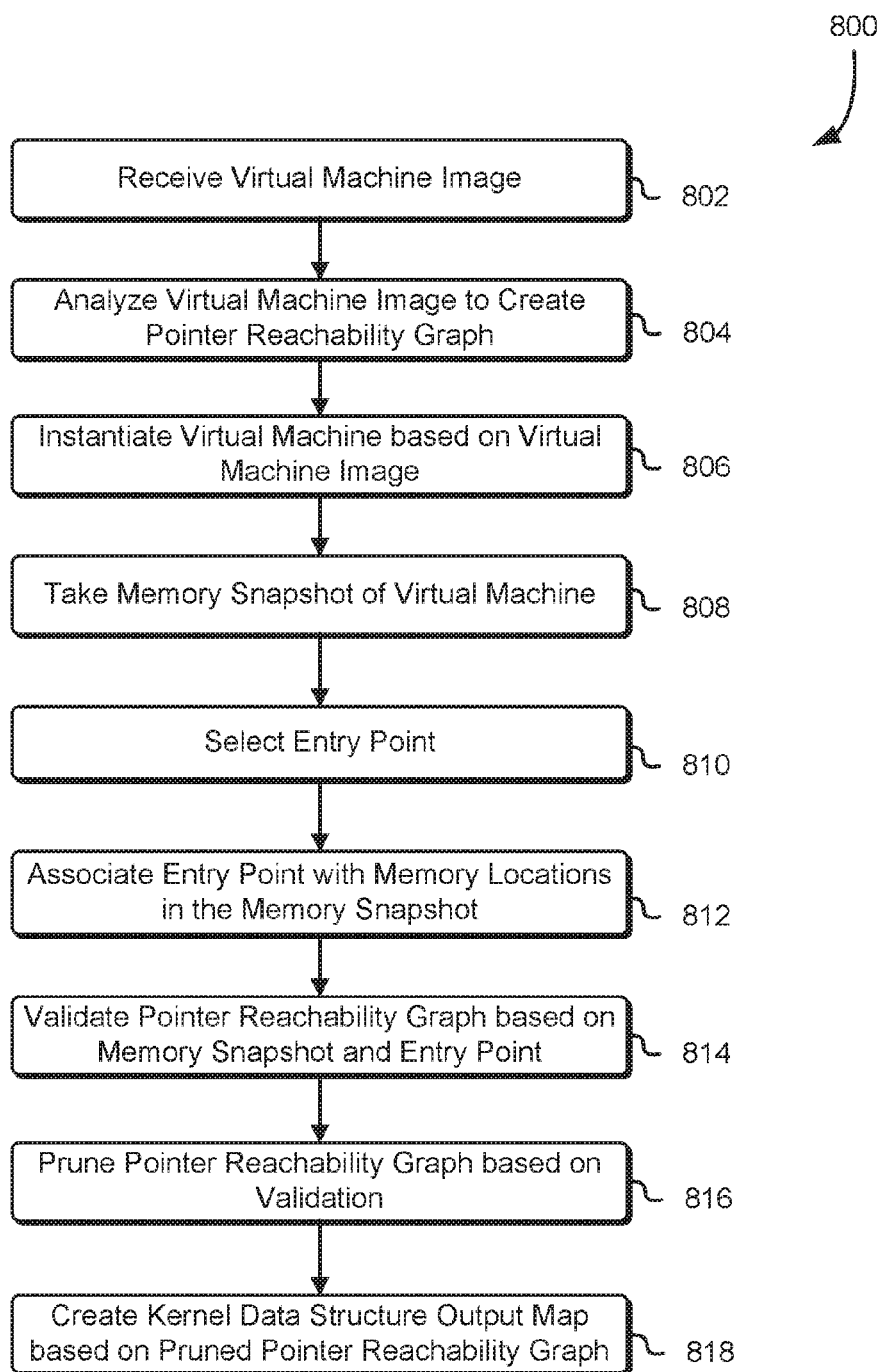 800
Receive Virtual Machine Image
802
Analyze Virtual Machine Image to Create
Pointer Reachability Graph
804
Instantiate Virtual Machine based on Virtual
Machine Image
806
Take Memory Snapshot of Virtual Machine
808
Select Entry Point
810
Associate Entry Point with Memory Locations
in the Memory Snapshot
812
Validate Pointer Reachability Graph based on
Memory Snapshot and Entry Point
814
Prune Pointer Reachability Graph based on
Validation
816
Create Kernel Data Structure Output Map
based on Pruned Pointer Reachability Graph
818